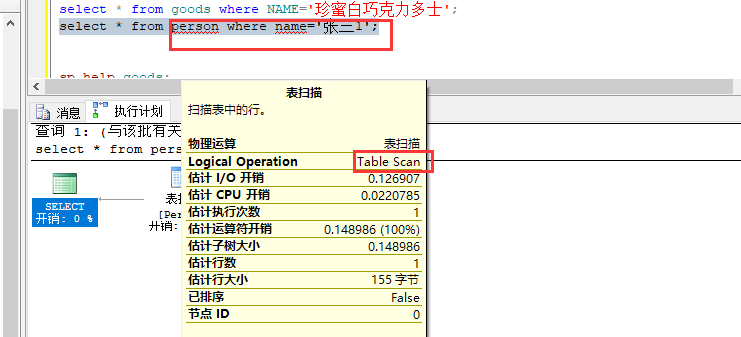 select * from goods where NAME='珍蜜白巧克力多士';
select * from person where name='张三1';
sp_help goods;
消息
执行计划
查询 1: (与该批有关
select * from pers
SELECT
开销: 0 %
表扫
[Per
开销:
表扫描
扫描表中的行。
物理运算 表扫描
Logical Operation Table Scan
估计 I/O 开销 0.126907
估计 CPU 开销 0.0220785
估计执行次数 1
估计运算符开销 0.148986 (100%)
估计子树大小 0.148986
估计行数 1
估计行大小 155 字节
已排序 False
节点 ID 0